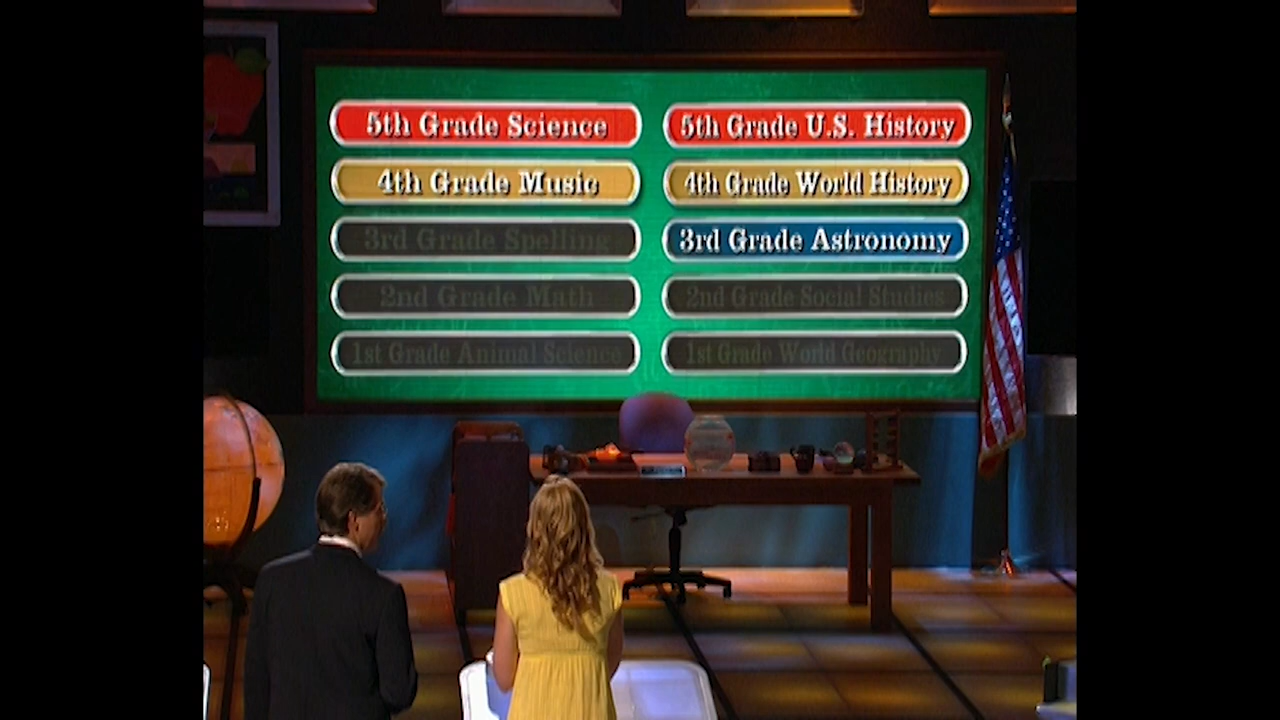 5th Grade Science
5th Grade U.S. History
4th Grade Music
4th Grade World History
3rd Grade Spelling
3rd Grade Astronomy
2nd Grade Math
2nd Grade Social Studies
1st Grade Animal Science
1st Grade World Geography